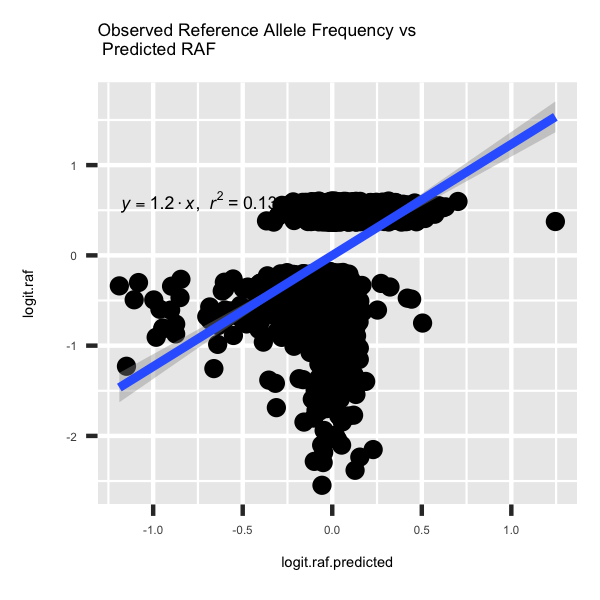 Observed Reference Allele Frequency vs
Predicted RAF
y = 1.2 · x, r² = 0.13
1
0
-1
-2
logit.raf
-1.0 -0.5 0.0 0.5 1.0
logit.raf.predicted